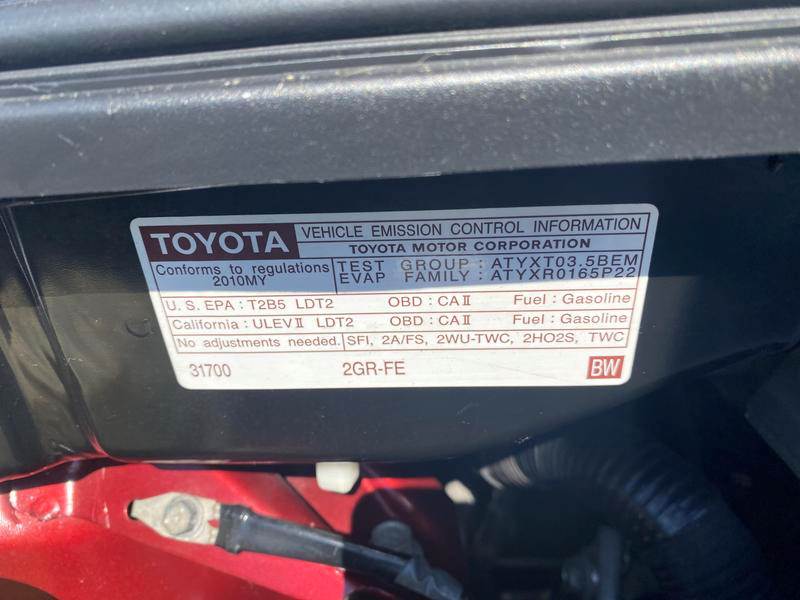 TOYOTA VEHICLE EMISSION CONTROL INFORMATION
TOYOTA MOTOR CORPORATION
Conforms to regulations TEST GROUP : ATYXT03.5BEM
2010MY EVAP FAMILY : ATYXR0165P22
U.S. EPA : T2B5 LDT2 OBD : CAⅡ Fuel : Gasoline
California : ULEVⅡ LDT2 OBD : CAⅡ Fuel : Gasoline
No adjustments needed. SFI, 2A/FS, 2WU-TWC, 2HO2S, TWC
31700 2GR-FE BW